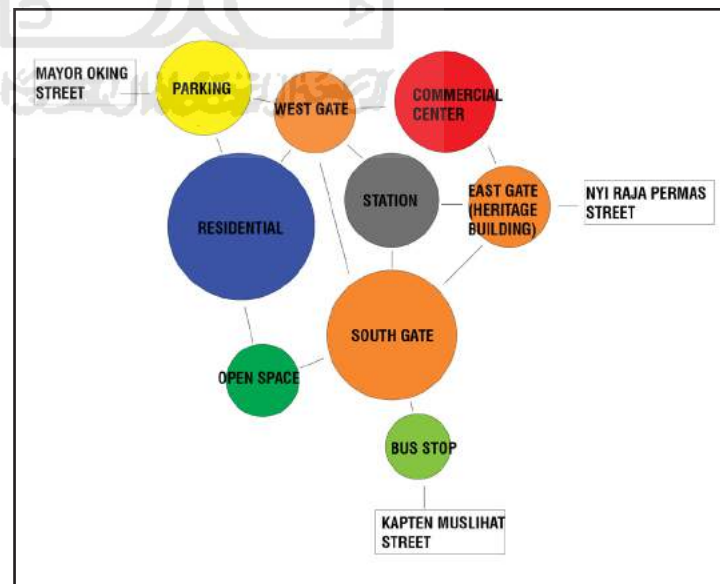 MAYOR OKING
STREET
PARKING
WEST GATE
COMMERCIAL
CENTER
RESIDENTIAL
STATION
EAST GATE
(HERITAGE
BUILDING)
NYI RAJA PERMAS
STREET
SOUTH GATE
OPEN SPACE
BUS STOP
KAPTEN MUSLIHAT
STREET